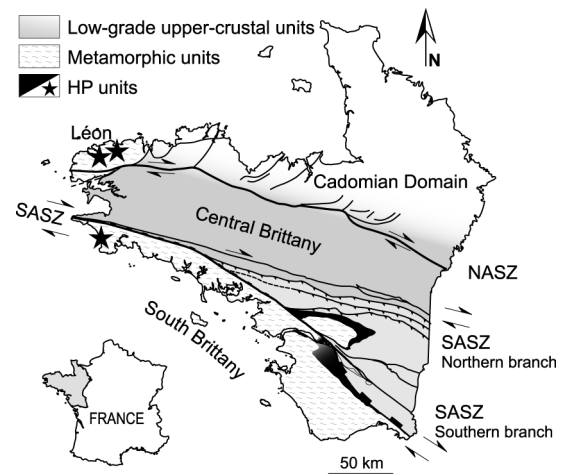 Low-grade upper-crustal units
Metamorphic units
HP units
N
Léon
Cadomian Domain
SASZ
Central Brittany
NASZ
South Brittany
SASZ
Northern branch
FRANCE
SASZ
Southern branch
50 km